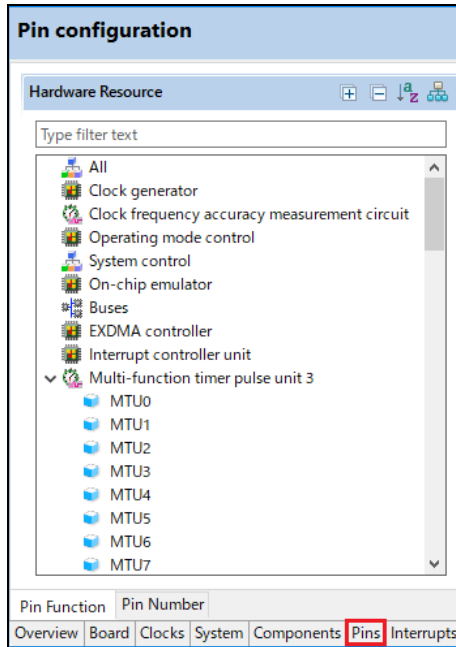 Pin configuration
Hardware Resource
Type filter text
All
Clock generator
Clock frequency accuracy measurement circuit
Operating mode control
System control
On-chip emulator
Buses
EXDMA controller
Interrupt controller unit
Multi-function timer pulse unit 3
MTU0
MTU1
MTU2
MTU3
MTU4
MTU5
MTU6
MTU7
Pin Function Pin Number
Overview Board Clocks System Components Pins Interrupts